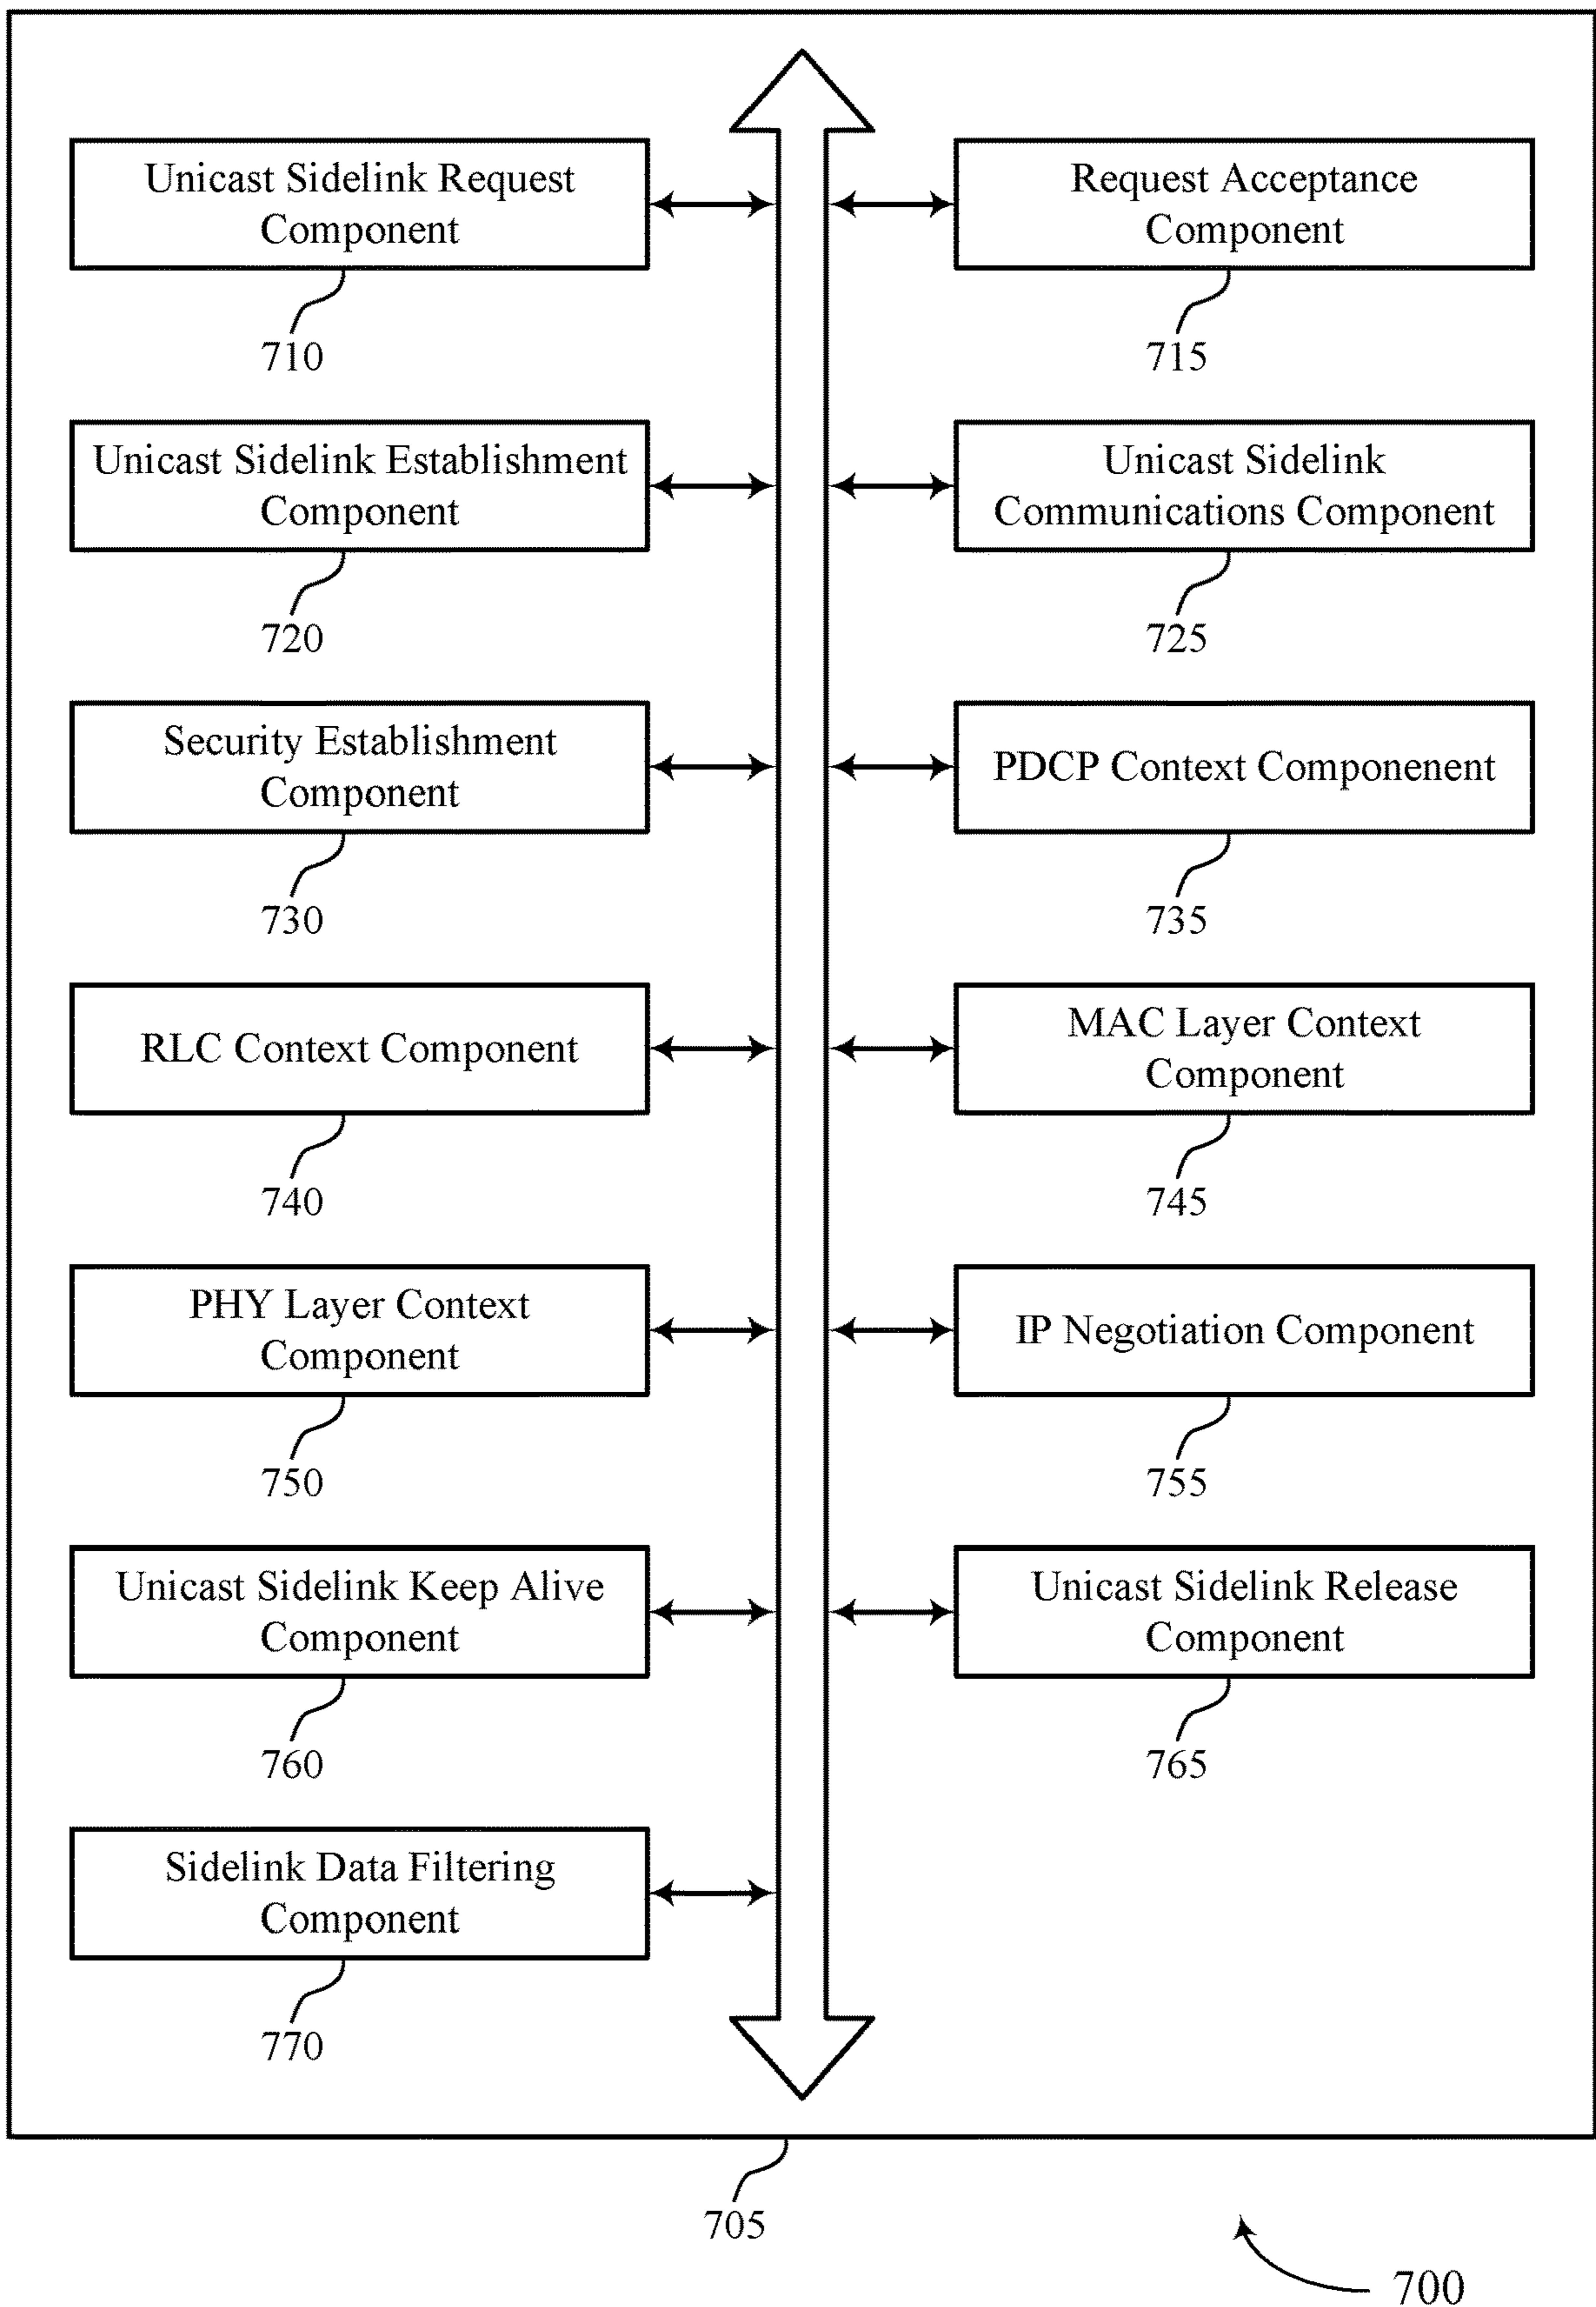 Unicast Sidelink Request
Component
710
Request Acceptance
Component
715
Unicast Sidelink Establishment
Component
720
Unicast Sidelink
Communications Component
725
Security Establishment
Component
730
PDCP Context Componenent
735
RLC Context Component
740
MAC Layer Context
Component
745
PHY Layer Context
Component
750
IP Negotiation Component
755
Unicast Sidelink Keep Alive
Component
760
Unicast Sidelink Release
Component
765
Sidelink Data Filtering
Component
770
705
700